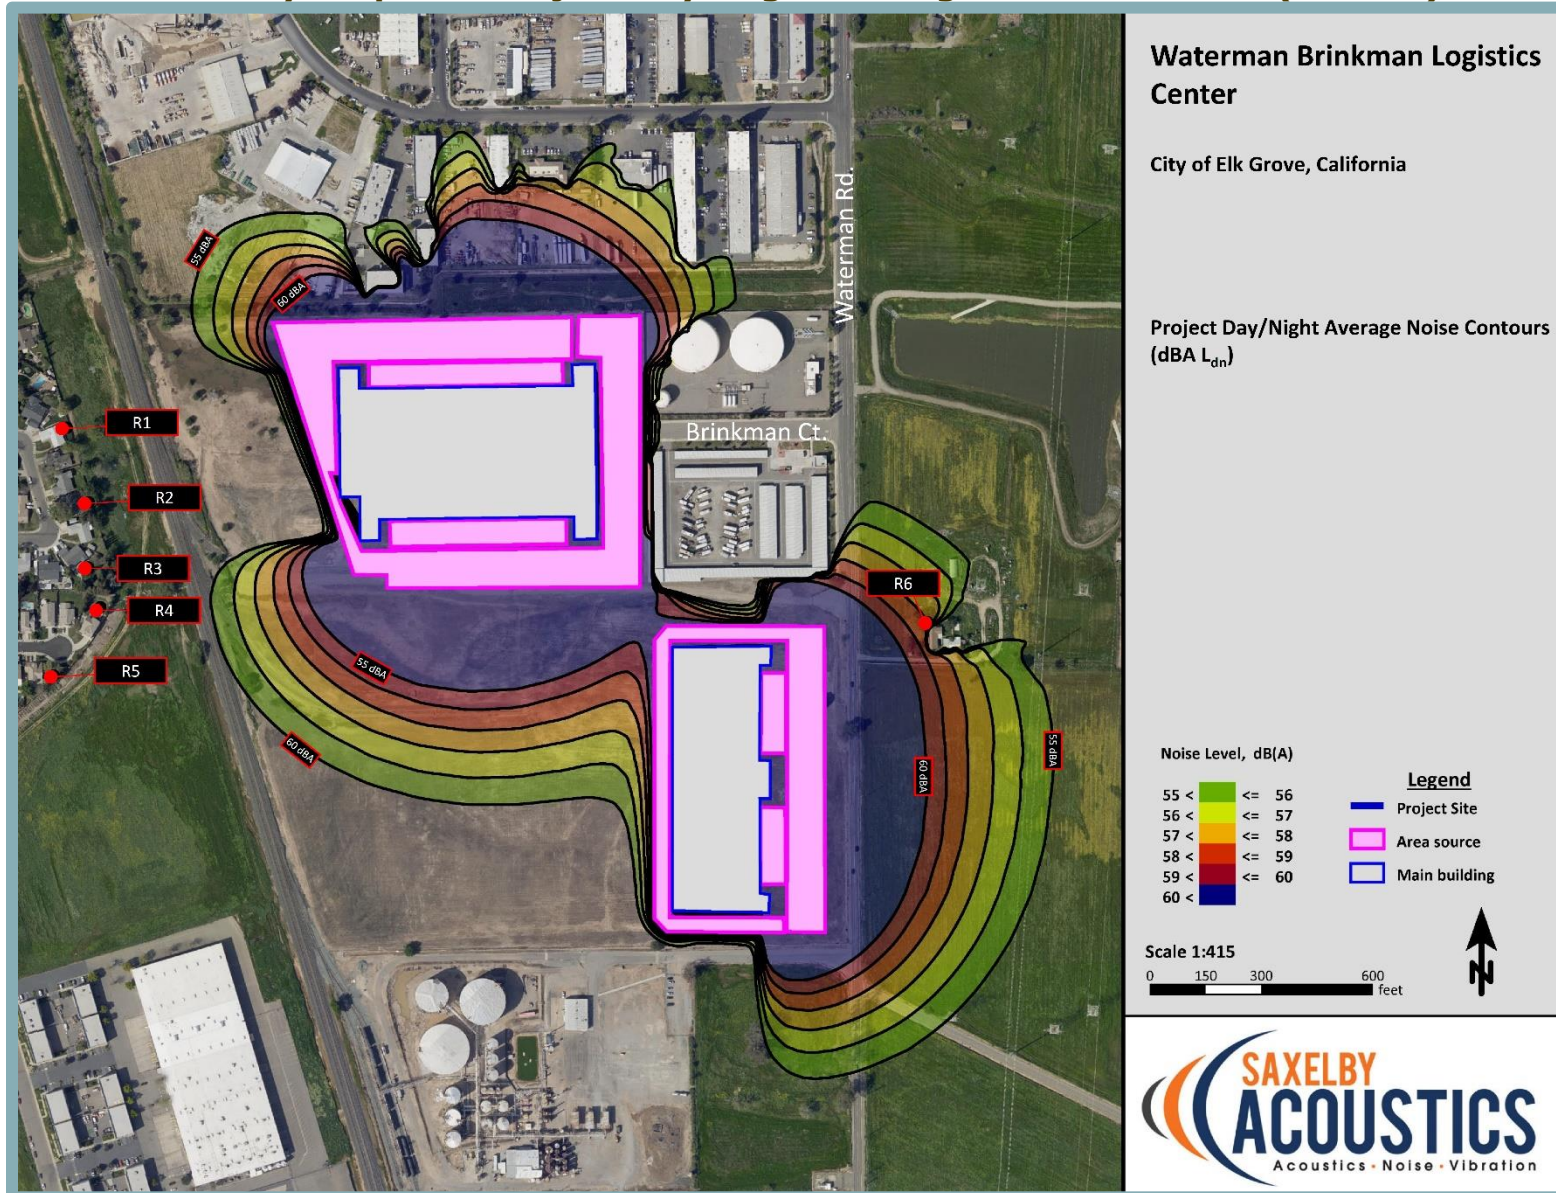 Waterman Brinkman Logistics
Center
City of Elk Grove, California
Project Day/Night Average Noise Contours
(dBA Ldn)
Waterman Rd.
Brinkman Ct.
55 dBA
60 dBA
R1
R2
R3
R4
R5
R6
55 dBA
60 dBA
60 dBA
55 dBA
Noise Level, dB(A)
55 < <= 56
56 < <= 57
57 < <= 58
58 < <= 59
59 < <= 60
60 <
Legend
Project Site
Area source
Main building
Scale 1:415
0 150 300 600
feet
N
SAXELBY
ACOUSTICS
Acoustics • Noise • Vibration